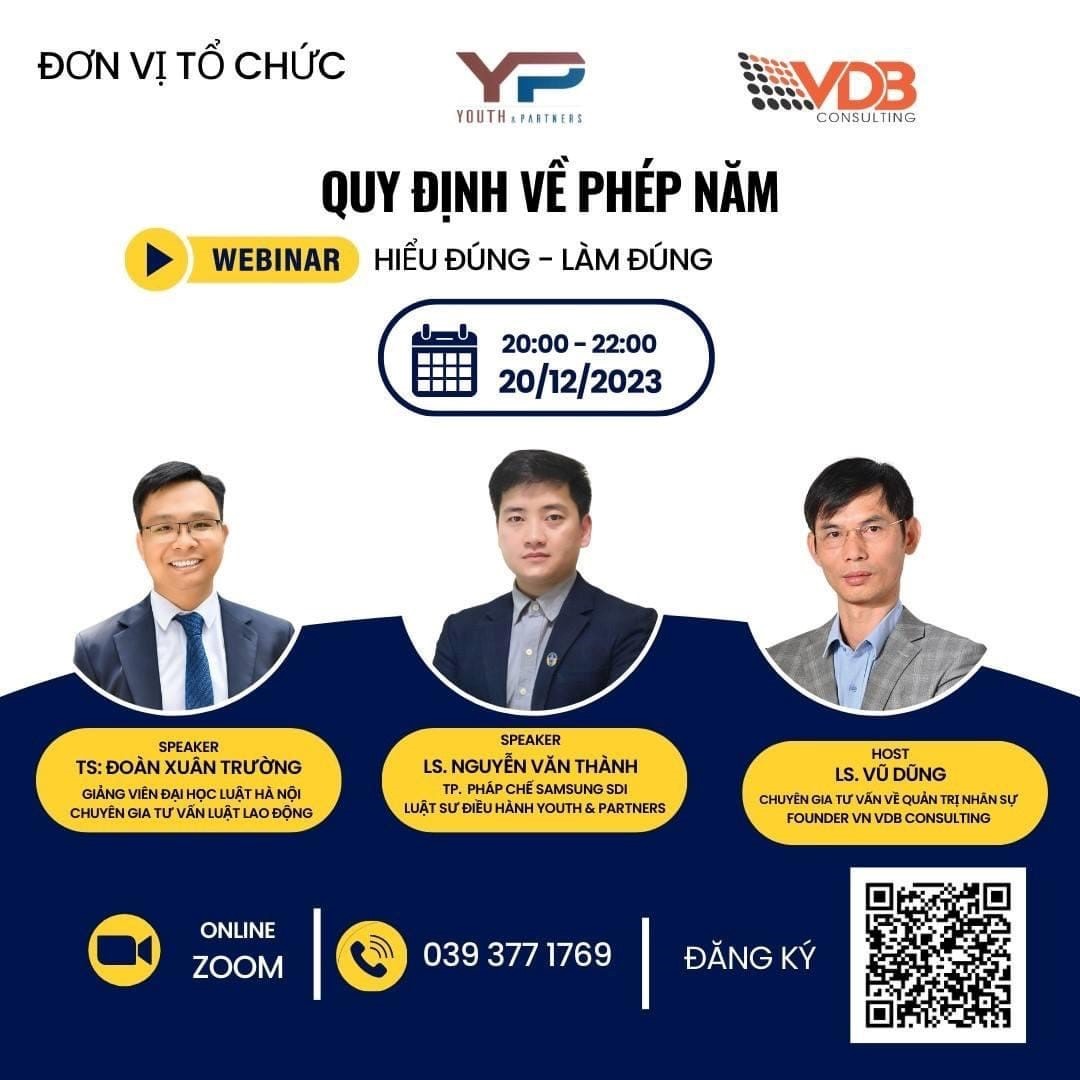 ĐƠN VỊ TỔ CHỨC
YP
YOUTH & PARTNERS
VDB
CONSULTING
QUY ĐỊNH VỀ PHÉP NĂM
WEBINAR
HIỂU ĐÚNG - LÀM ĐÚNG
20:00 - 22:00
20/12/2023
SPEAKER
TS: ĐOÀN XUÂN TRƯỜNG
GIẢNG VIÊN ĐẠI HỌC LUẬT HÀ NỘI
CHUYÊN GIA TƯ VẤN LUẬT LAO ĐỘNG
SPEAKER
LS. NGUYỄN VĂN THÀNH
TP. PHÁP CHẾ SAMSUNG SDI
LUẬT SƯ ĐIỀU HÀNH YOUTH & PARTNERS
HOST
LS. VŨ DŨNG
CHUYÊN GIA TƯ VẤN VỀ QUẢN TRỊ NHÂN SỰ
FOUNDER VN VDB CONSULTING
ONLINE
ZOOM
039 377 1769
ĐĂNG KÝ